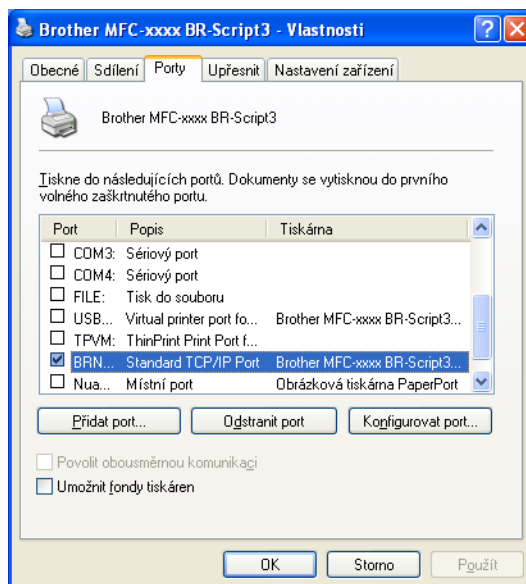 Brother MFC-xxxx BR-Script3 - Vlastnosti
Obecné Sdílení Porty Upřesnit Nastavení zařízení
Brother MFC-xxxx BR-Script3
Tiskne do následujících portů. Dokumenty se vytisknou do prvního
volného zaškrtnutého portu.
Port Popis Tiskárna
COM3: Sériový port
COM4: Sériový port
FILE: Tisk do souboru
USB... Virtual printer port fo... Brother MFC-xxxx BR-Script3...
TPVM: ThinPrint Print Port f...
BRN... Standard TCP/IP Port Brother MFC-xxxx BR-Script3...
Nua... Místní port Obrázková tiskárna PaperPort
Přidat port... Odstranit port Konfigurovat port...
Povolit obousměrnou komunikaci
Umožnit fondy tiskáren
OK Storno Použít